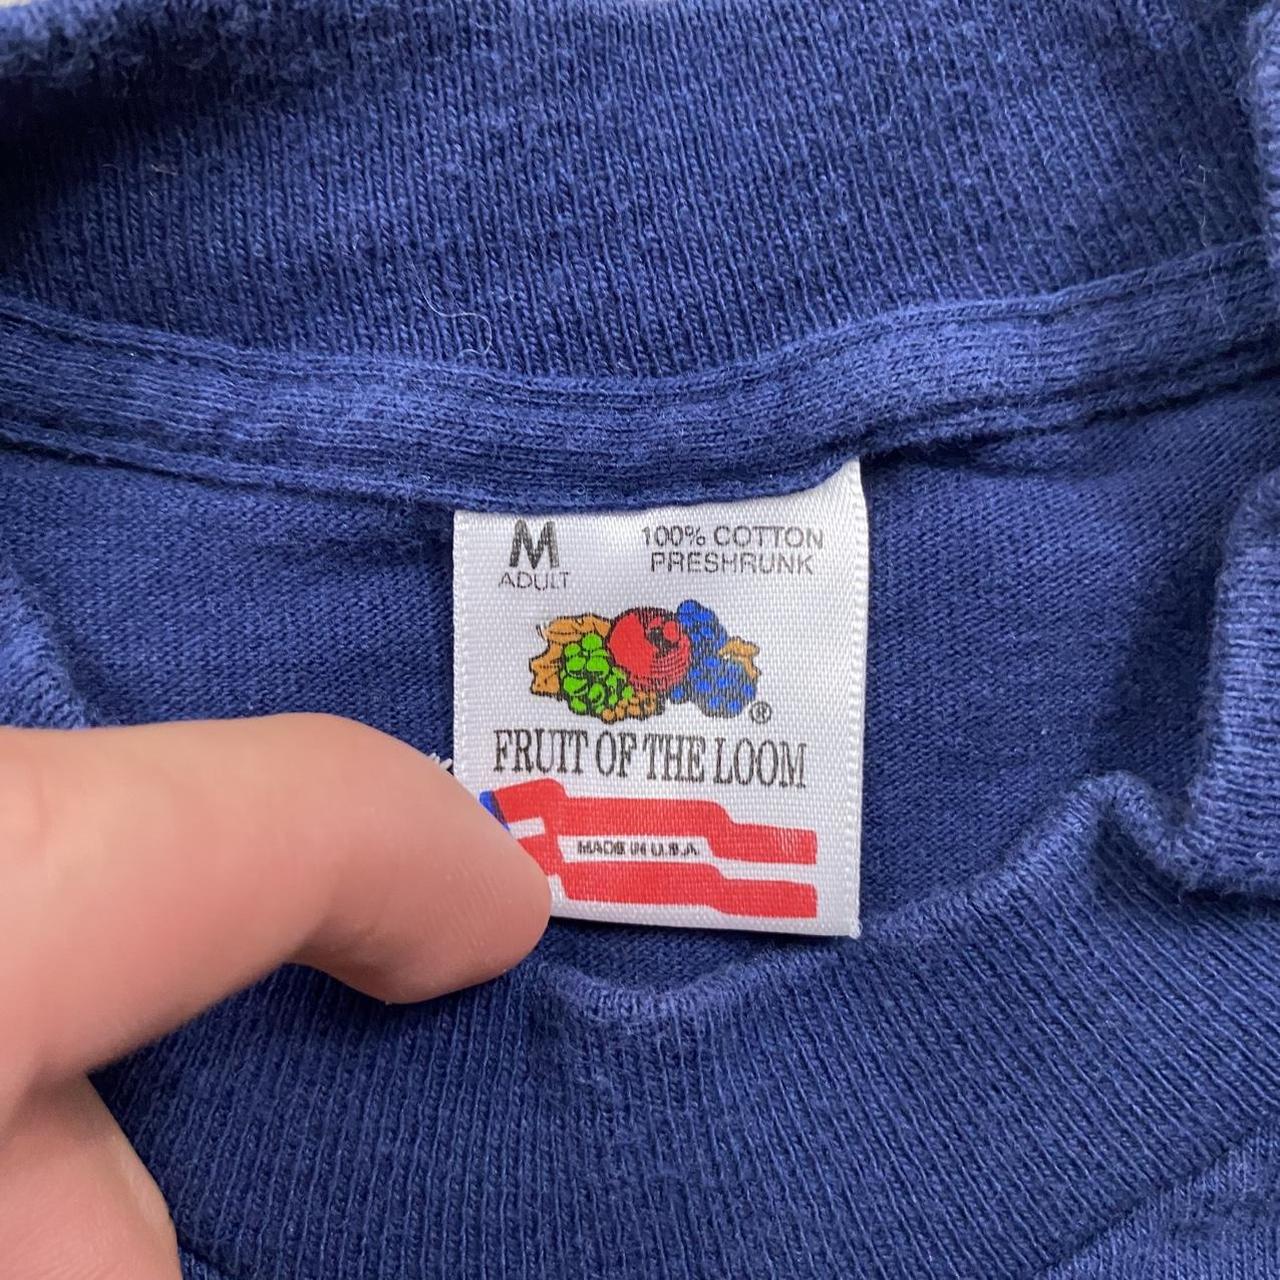 M
ADULT
100% COTTON
PRESHRUNK
®
FRUIT OF THE LOOM
MADE IN U.S.A.